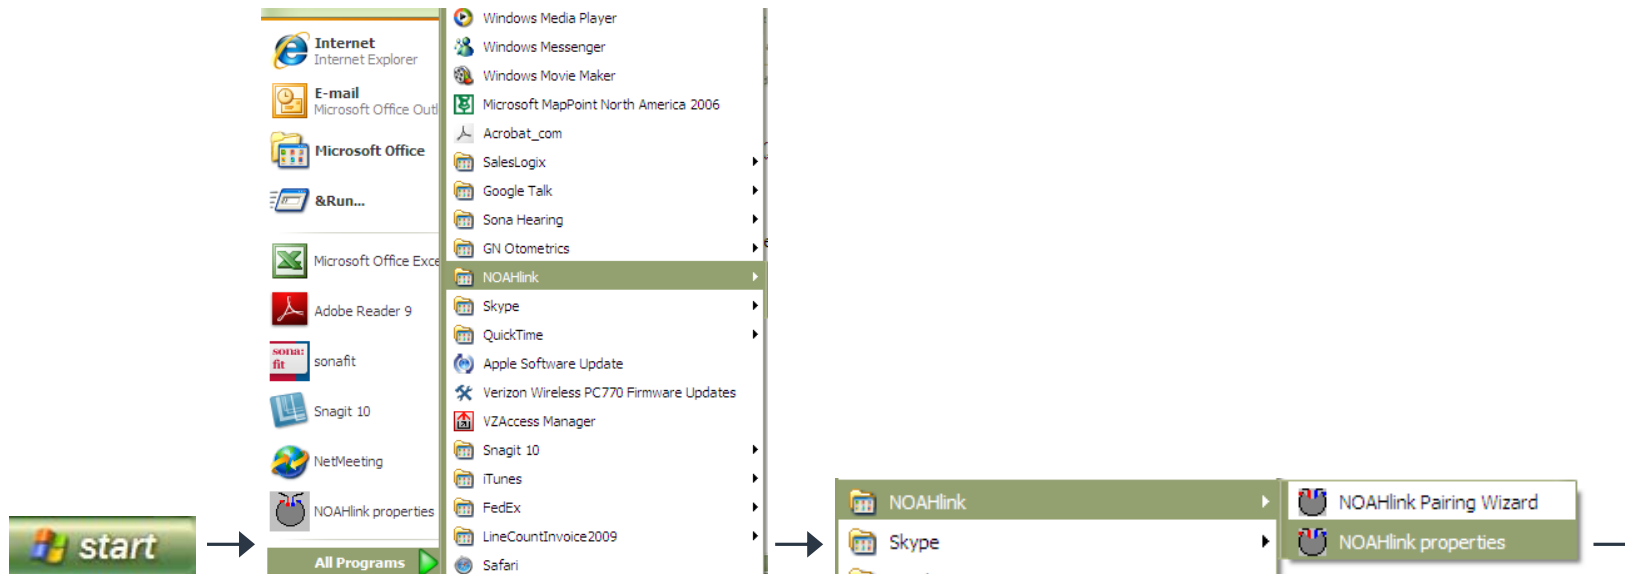 start
Internet
Internet Explorer
E-mail
Microsoft Office Outl
Microsoft Office
&Run...
Microsoft Office Exce
Adobe Reader 9
sona:
fit
sonafit
Snagit 10
NetMeeting
NOAHlink properties
All Programs
Windows Media Player
Windows Messenger
Windows Movie Maker
Microsoft MapPoint North America 2006
Acrobat_com
SalesLogix
Google Talk
Sona Hearing
GN Otometrics
NOAHlink
Skype
QuickTime
Apple Software Update
Verizon Wireless PC770 Firmware Updates
VZAccess Manager
Snagit 10
iTunes
FedEx
LineCountInvoice2009
Safari
NOAHlink
Skype
NOAHlink Pairing Wizard
NOAHlink properties